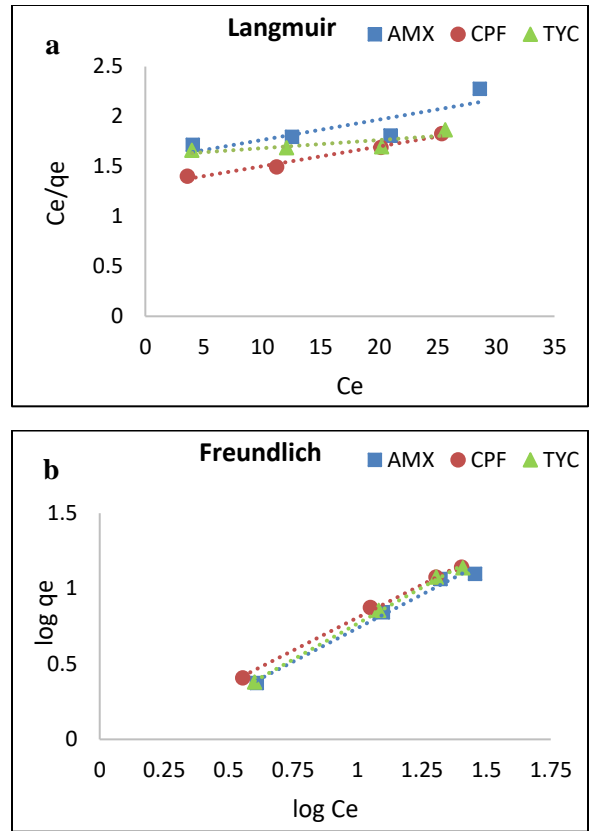 a Langmuir AMX CPF TYC
2.5
2
1.5
1
0.5
0
Ce/qe
0 5 10 15 20 25 30 35
Ce
b Freundlich AMX CPF TYC
1.5
1
0.5
0
log qe
0 0.25 0.5 0.75 1 1.25 1.5 1.75
log Ce